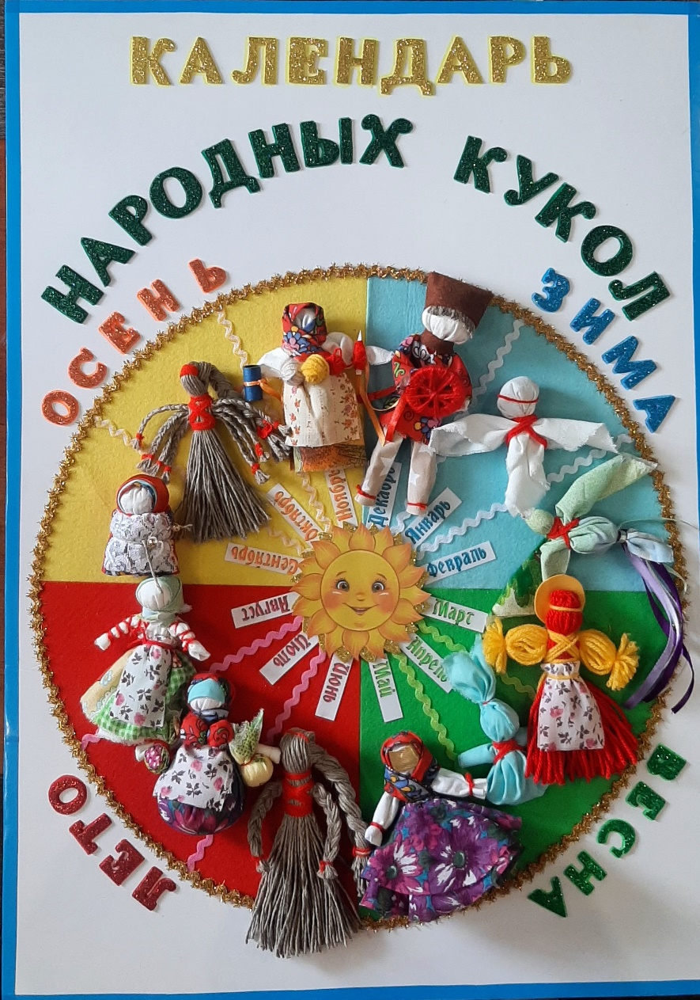 КАЛЕНДАРЬ
НАРОДНЫХ КУКОЛ
ОСЕНЬ
ЗИМА
Ноябрь
Декабрь
Октябрь
Январь
Сентябрь
Февраль
Август
Март
Июль
Апрель
Июнь
Май
ЛЕТО
ВЕСНА